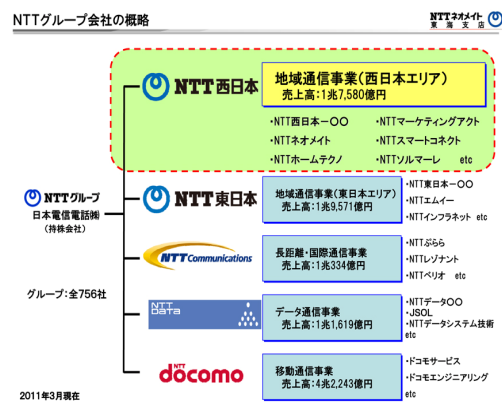 NTTグループ会社の概略
NTTネオメイト
東海支店
NTT西日本
地域通信事業(西日本エリア)
売上高:1兆7,580億円
・NTT西日本-〇〇 ・NTTマーケティングアクト
・NTTネオメイト ・NTTスマートコネクト
・NTTホームテクノ ・NTTソルマーレ etc
NTTグループ
日本電信電話㈱
(持株会社)
グループ:全756社
NTT東日本
地域通信事業(東日本エリア)
売上高:1兆9,571億円
・NTT東日本-〇〇
・NTTエムイー
・NTTインフラネット etc
NTT Communications
長距離・国際通信事業
売上高:1兆334億円
・NTTぷらら
・NTTレゾナント
・NTTベリオ etc
NTT
DATA
データ通信事業
売上高:1兆1,619億円
・NTTデータ〇〇
・JSOL
・NTTデータシステム技術
etc
NTT
docomo
移動通信事業
売上高:4兆2,243億円
・ドコモサービス
・ドコモエンジニアリング
etc
2011年3月現在